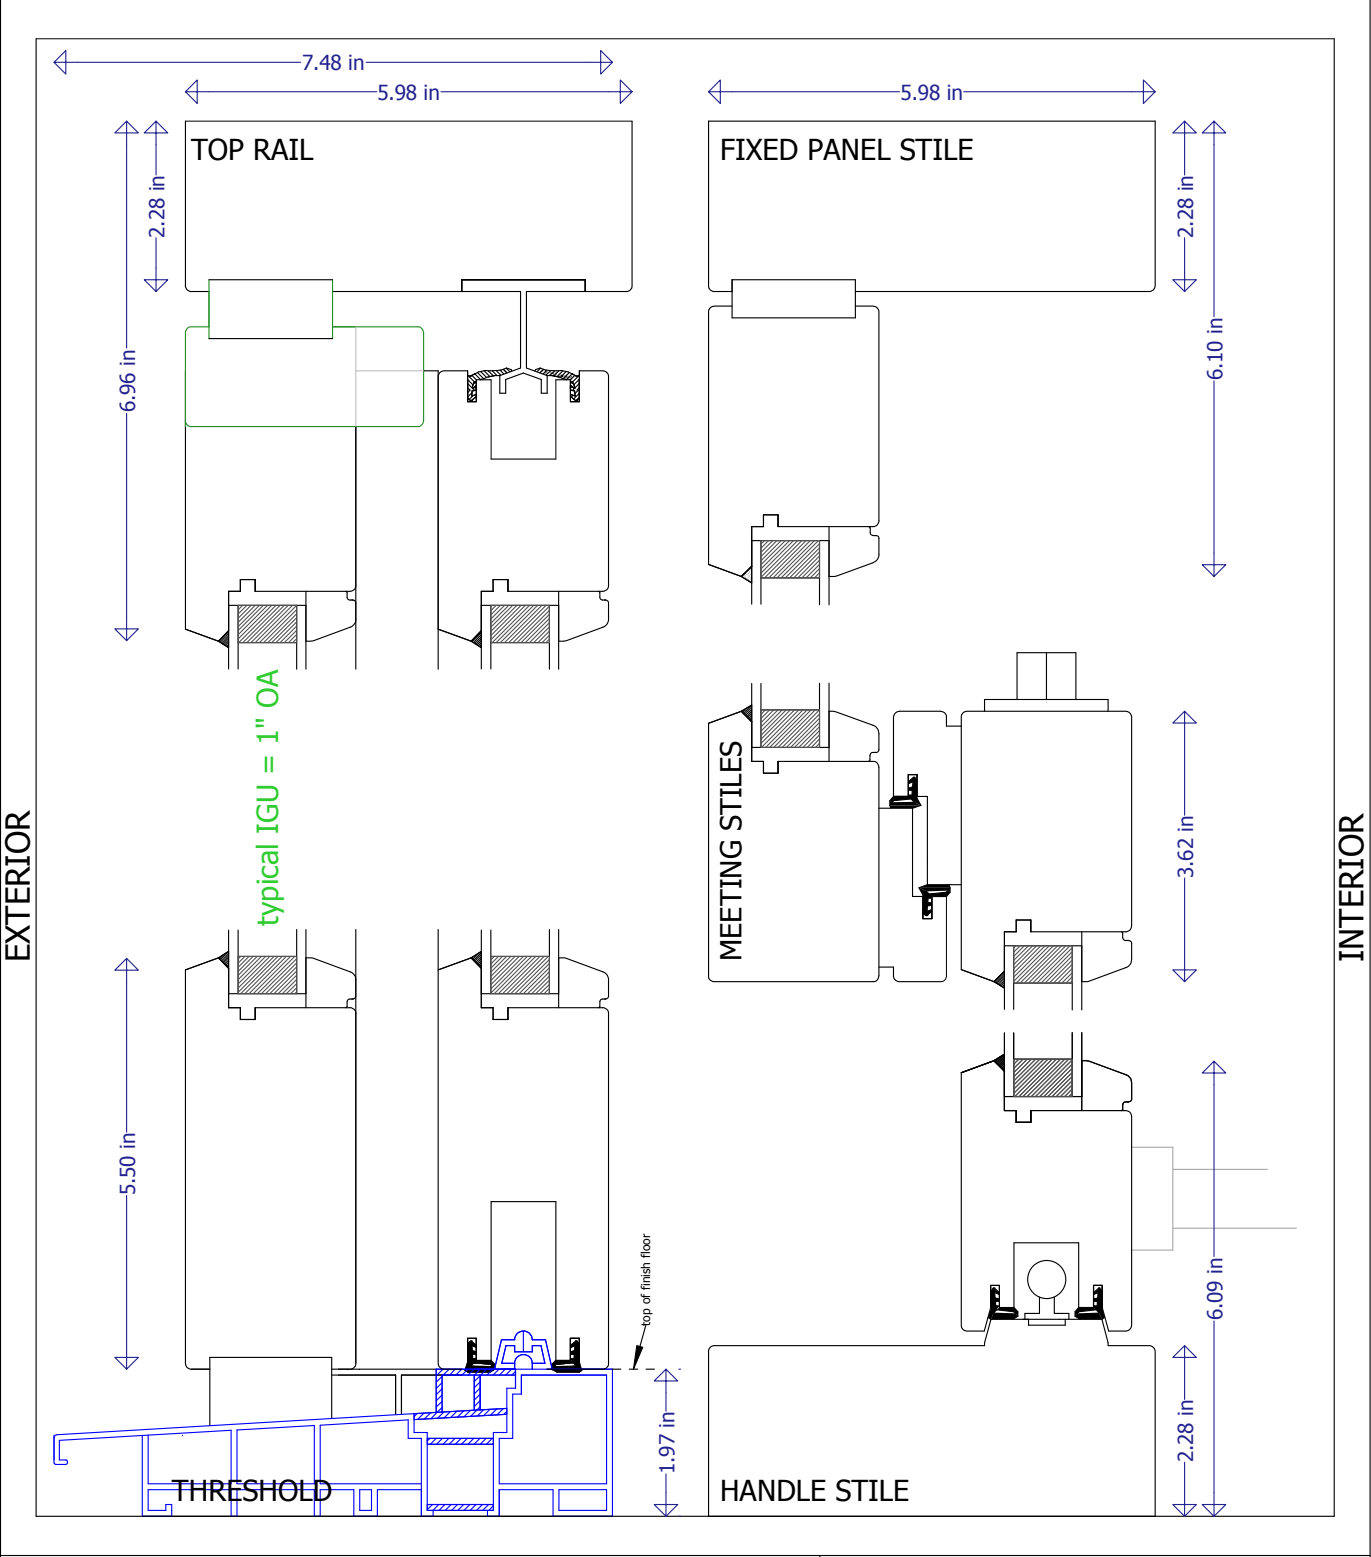 7.48 in
5.98 in
5.98 in
TOP RAIL
FIXED PANEL STILE
2.28 in
2.28 in
6.96 in
6.10 in
typical IGU = 1" OA
MEETING STILES
3.62 in
EXTERIOR
INTERIOR
5.50 in
top of finish floor
6.09 in
1.97 in
2.28 in
THRESHOLD
HANDLE STILE